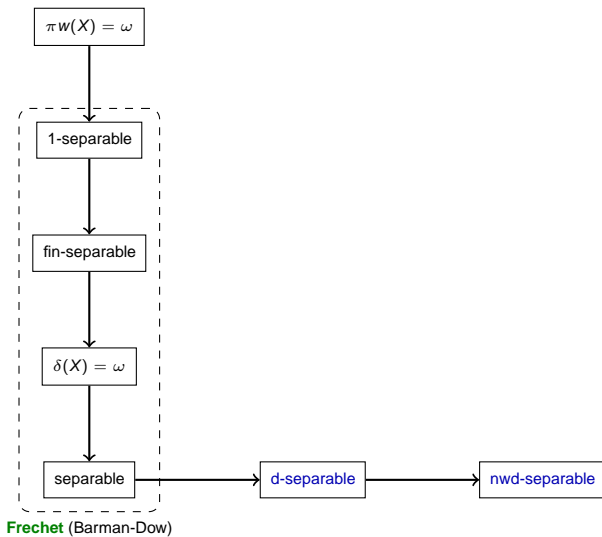 πw(X) = ω
1-separable
fin-separable
δ(X) = ω
separable
d-separable
nwd-separable
Frechet (Barman-Dow)